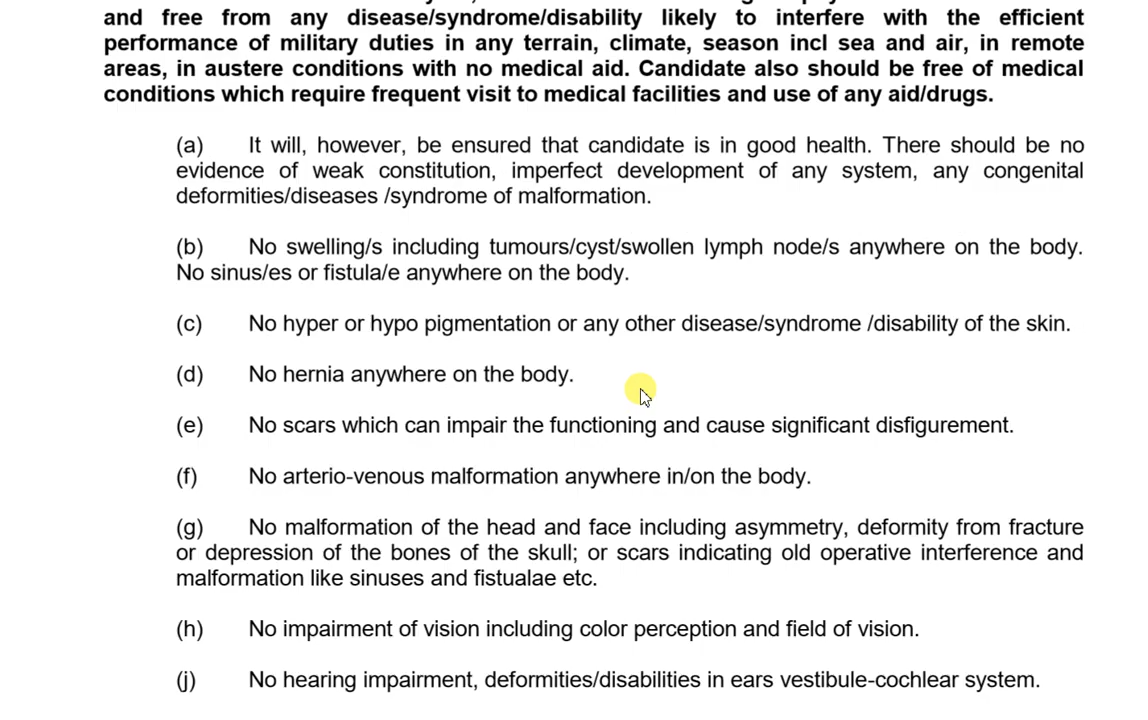 and free from any disease/syndrome/disability likely to interfere with the efficient
performance of military duties in any terrain, climate, season incl sea and air, in remote
areas, in austere conditions with no medical aid. Candidate also should be free of medical
conditions which require frequent visit to medical facilities and use of any aid/drugs.
(a) It will, however, be ensured that candidate is in good health. There should be no
evidence of weak constitution, imperfect development of any system, any congenital
deformities/diseases /syndrome of malformation.
(b) No swelling/s including tumours/cyst/swollen lymph node/s anywhere on the body.
No sinus/es or fistula/e anywhere on the body.
(c) No hyper or hypo pigmentation or any other disease/syndrome /disability of the skin.
(d) No hernia anywhere on the body.
(e) No scars which can impair the functioning and cause significant disfigurement.
(f) No arterio-venous malformation anywhere in/on the body.
(g) No malformation of the head and face including asymmetry, deformity from fracture
or depression of the bones of the skull; or scars indicating old operative interference and
malformation like sinuses and fistualae etc.
(h) No impairment of vision including color perception and field of vision.
(j) No hearing impairment, deformities/disabilities in ears vestibule-cochlear system.